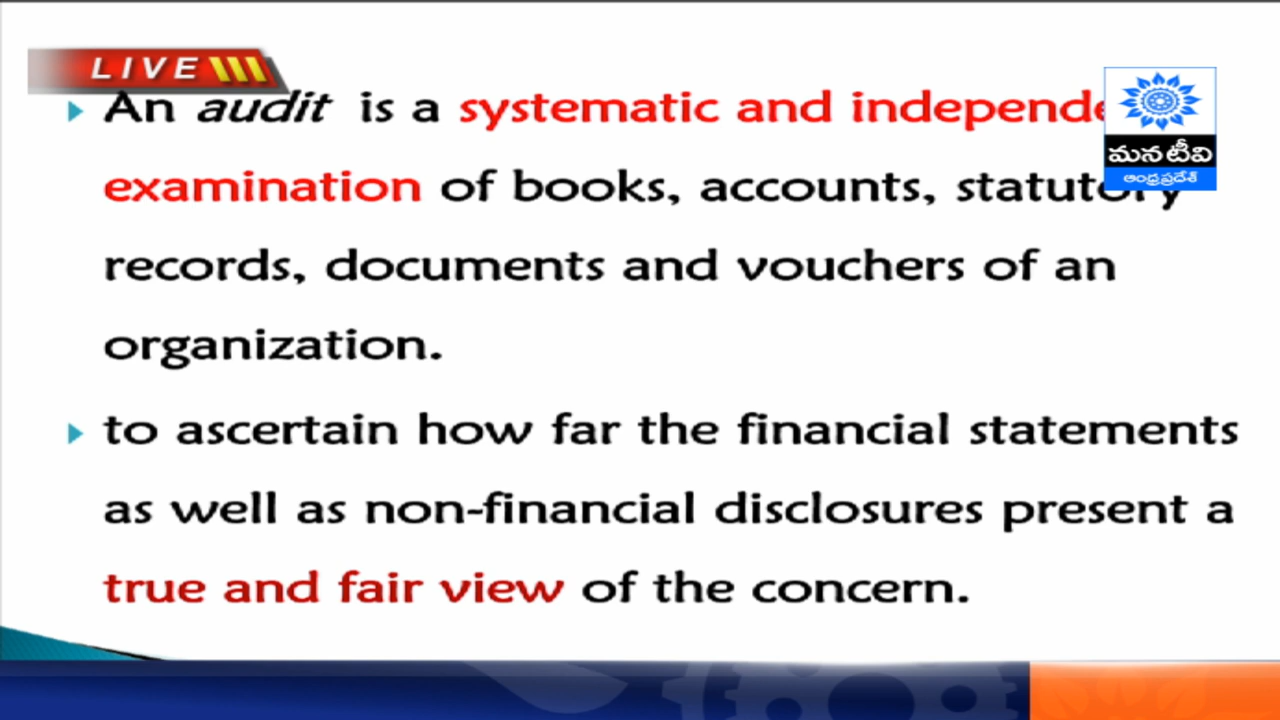 LIVE
An audit is a systematic and
examination of books, accounts, statutory
records, documents and vouchers of an
organization.
to ascertain how far the financial statements
as well as non-financial disclosures present a
true and fair view of the concern.
మన టీవి
ఆంధ్రప్రదేశ్